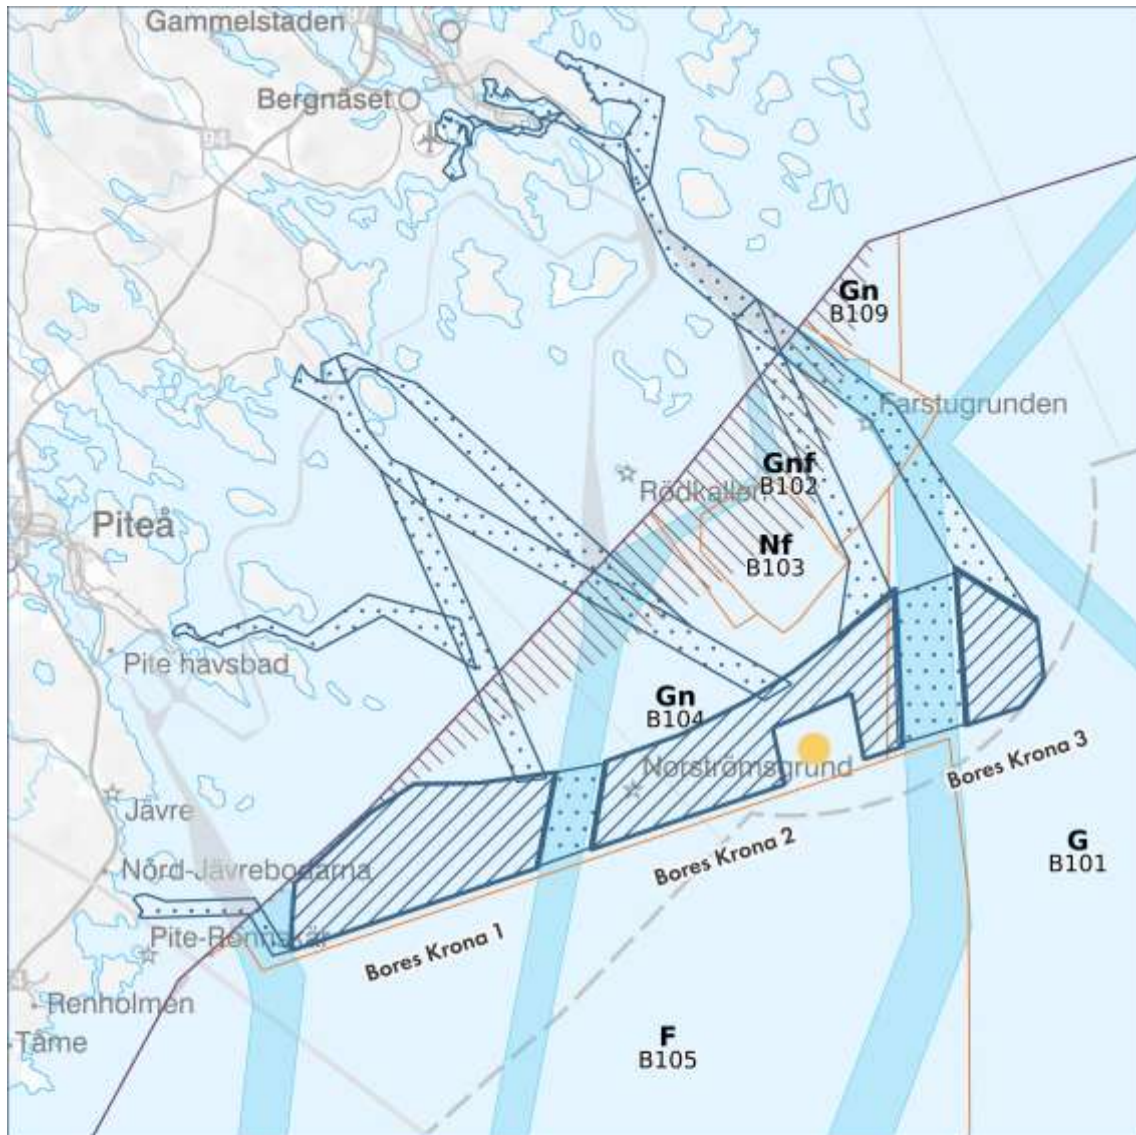 Gammelstaden
Bergnäset
Gn
B109
Farstugrunden
Gnf
B102
Rödkallen
Piteå
Nf
B103
Pite havsbad
Gn
B104
Bores Krona 3
Norströmsgrund
Jävre
Bores Krona 2
G
B101
Nord-Jävrebodarna
Pite-Rönnskär
Bores Krona 1
Renholmen
F
B105
Tåme